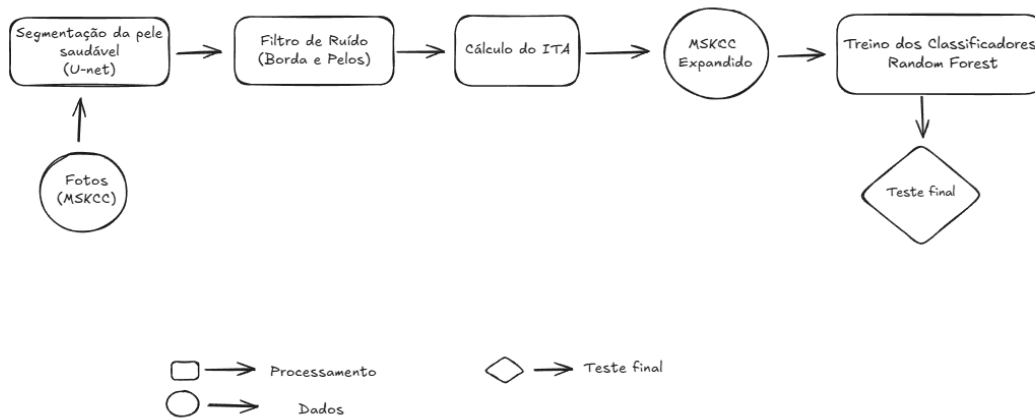 Segmentação da pele
saudável
(U-net)
Filtro de Ruído
(Borda e Pelos)
Cálculo do ITA
MSKCC
Expandido
Treino dos Classificadores
Random Forest
Fotos
(MSKCC)
Teste final
Processamento
Teste final
Dados